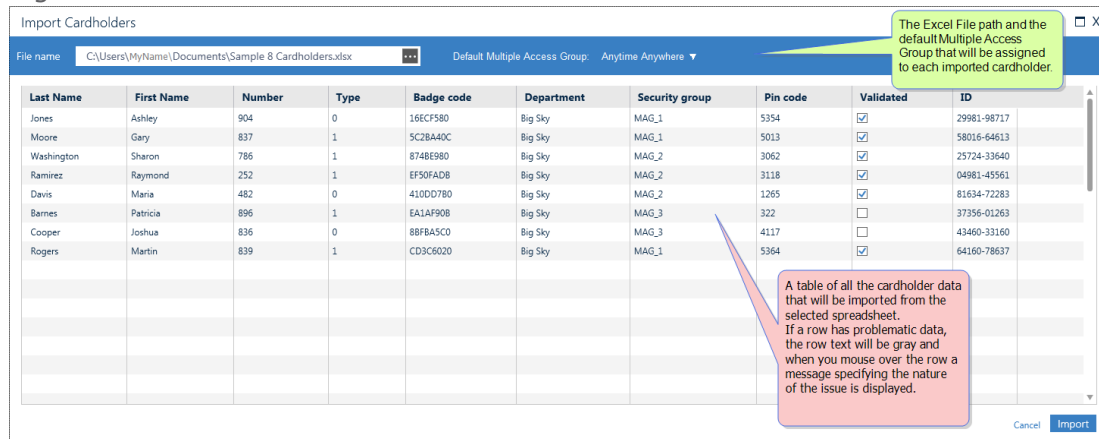 Import Cardholders
X
File name C:\Users\MyName\Documents\Sample 8 Cardholders.xlsx ... Default Multiple Access Group: Anytime Anywhere ▼
The Excel File path and the
default Multiple Access
Group that will be assigned
to each imported cardholder.
Last Name First Name Number Type Badge code Department Security group Pin code Validated ID
Jones Ashley 904 0 16ECF580 Big Sky MAG_1 5354 29981-98717
Moore Gary 837 1 5C2BA40C Big Sky MAG_1 5013 58016-64613
Washington Sharon 786 1 874BE980 Big Sky MAG_2 3062 25724-33640
Ramirez Raymond 252 1 EF50FADB Big Sky MAG_2 3118 04981-45561
Davis Maria 482 0 410DD7B0 Big Sky MAG_2 1265 81634-72283
Barnes Patricia 896 1 EA1AF90B Big Sky MAG_3 322 37356-01263
Cooper Joshua 836 0 8BFBA5C0 Big Sky MAG_3 4117 43460-33160
Rogers Martin 839 1 CD3C6020 Big Sky MAG_1 5364 64160-78637
A table of all the cardholder data
that will be imported from the
selected spreadsheet.
If a row has problematic data,
the row text will be gray and
when you mouse over the row a
message specifying the nature
of the issue is displayed.
Cancel Import